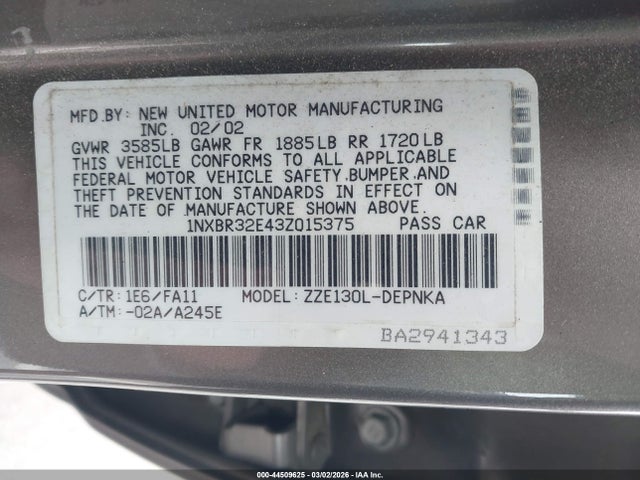 MFD.BY: NEW UNITED MOTOR MANUFACTURING
INC. 02/02
GVWR 3585LB GAWR FR 1885LB RR 1720LB
THIS VEHICLE CONFORMS TO ALL APPLICABLE
FEDERAL MOTOR VEHICLE SAFETY.BUMPER.AND
THEFT PREVENTION STANDARDS IN EFFECT ON
THE DATE OF MANUFACTURE SHOWN ABOVE.
1NXBR32E43Z015375 PASS CAR
C/TR: 1E6/FA11 MODEL: ZZE130L-DEPNKA
A/TM: -02A/A245E
BA2941343
000-44509625 - 03/02/2026 - IAA Inc.